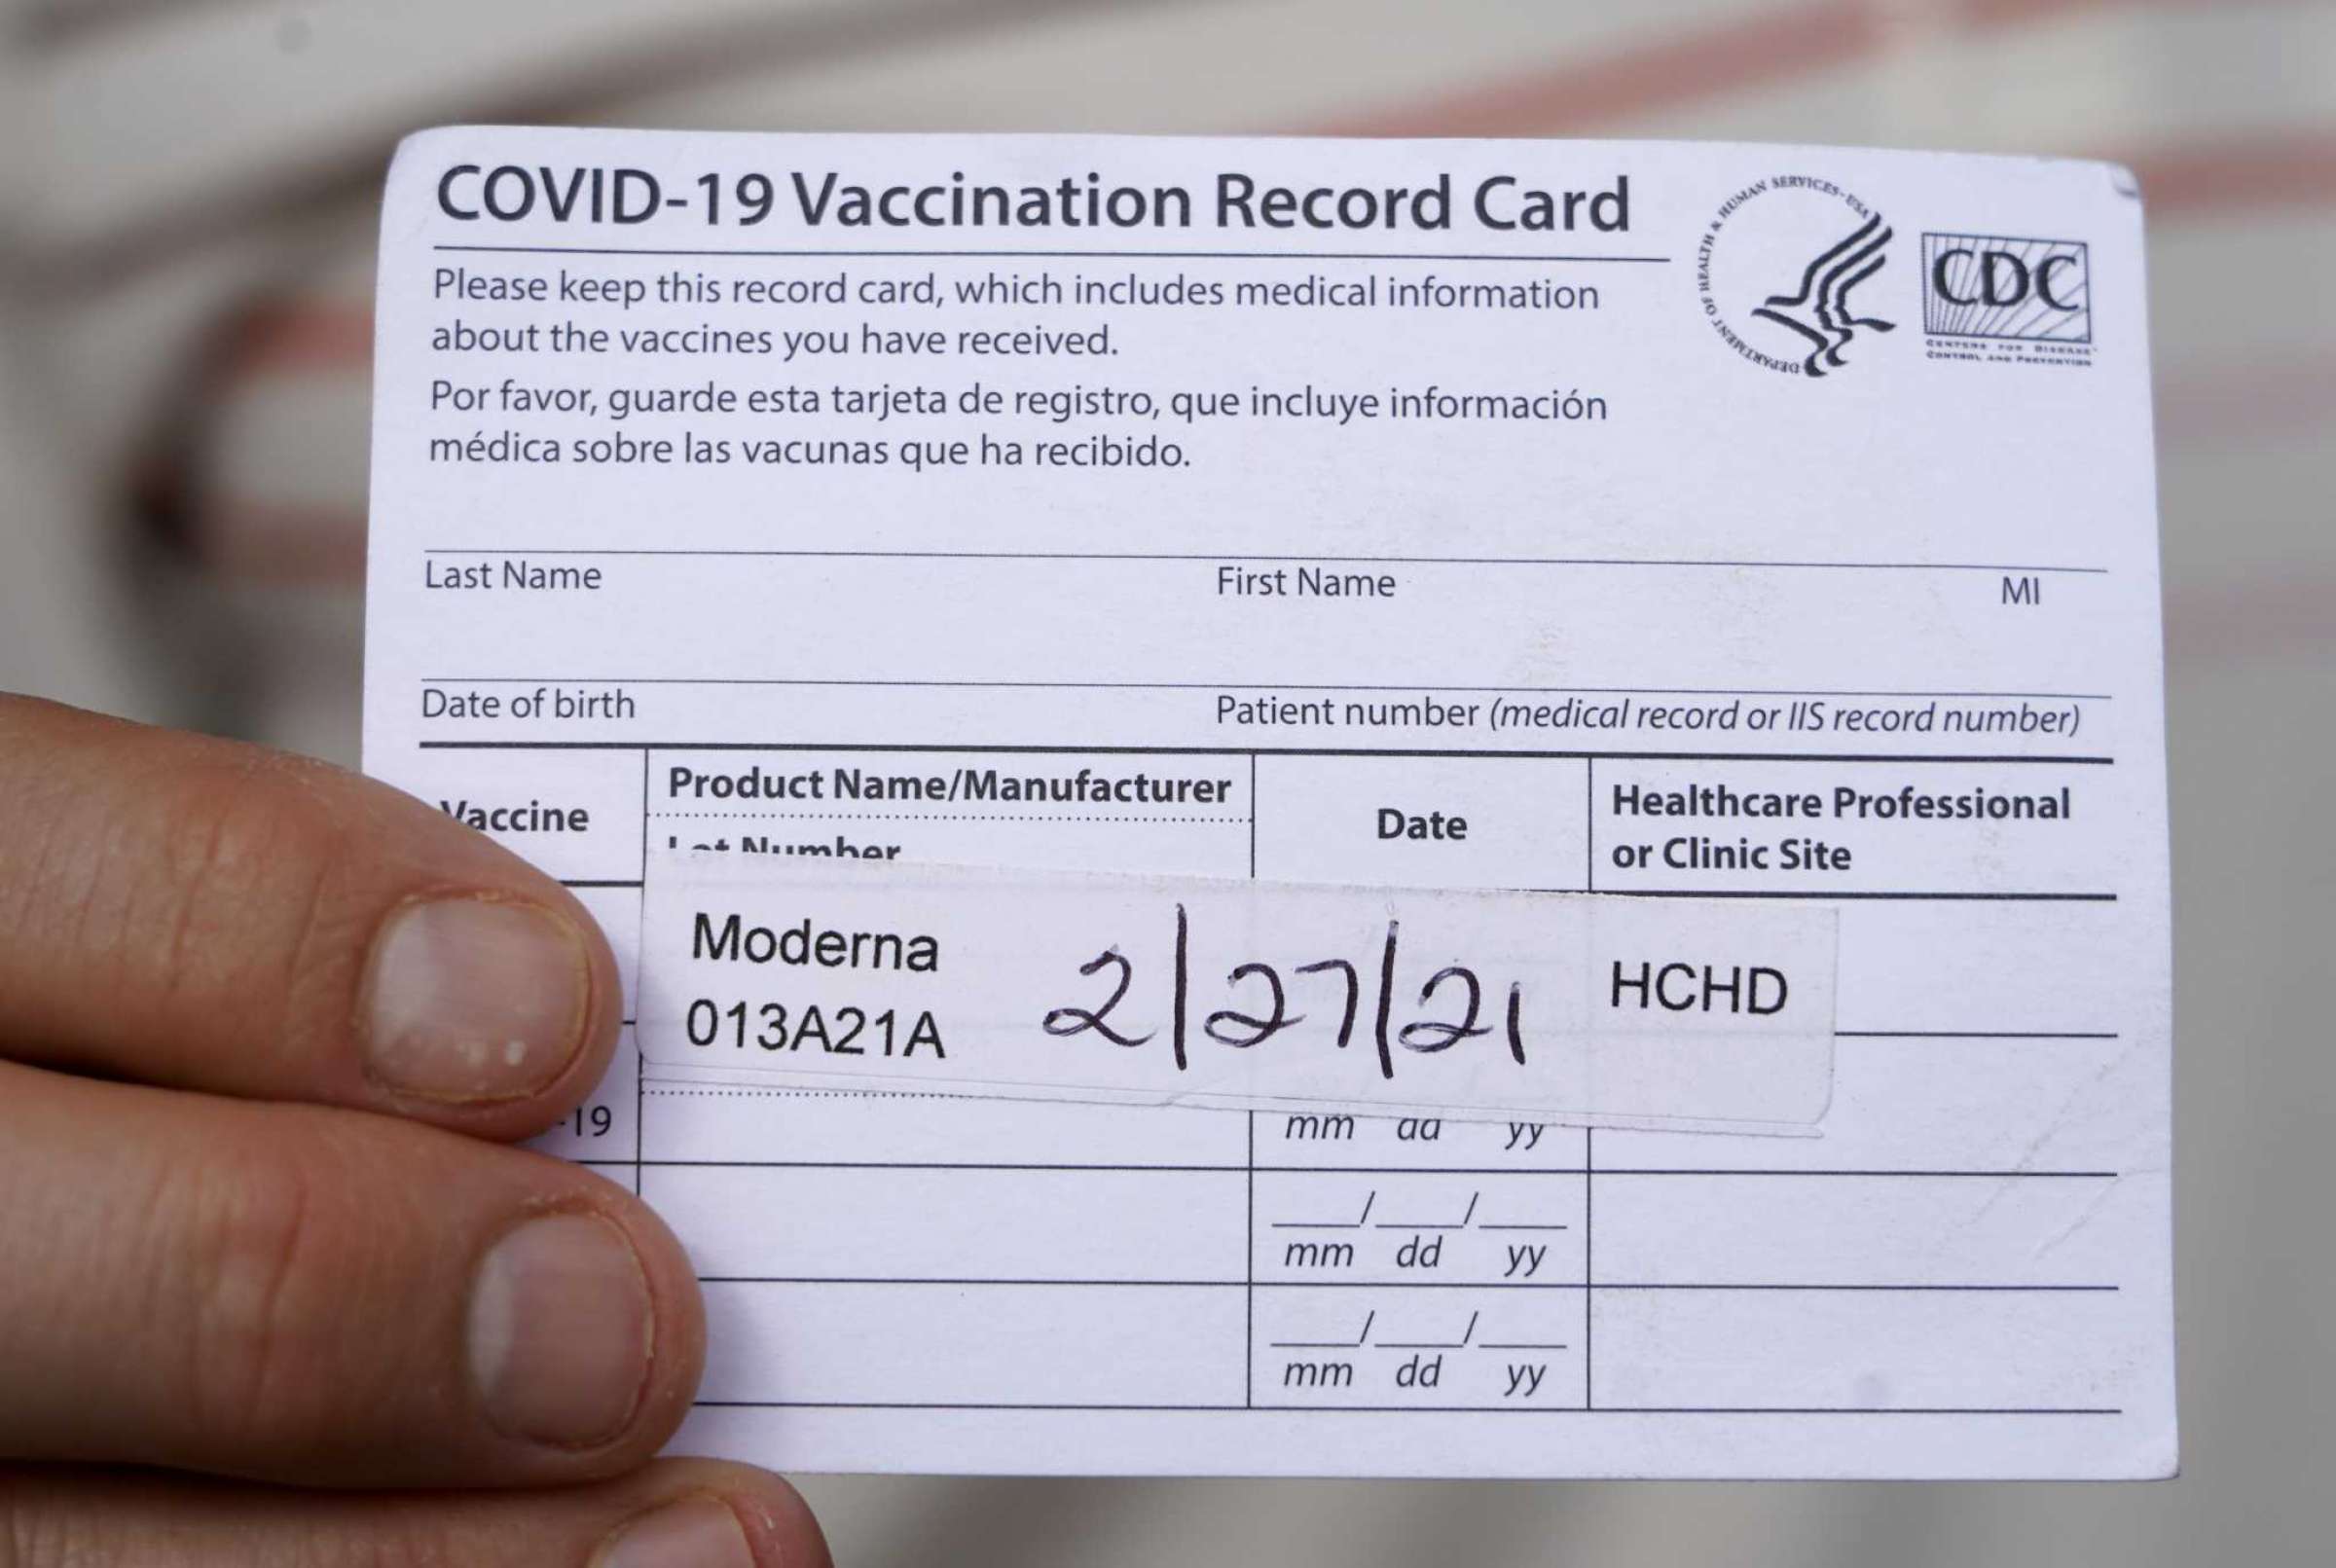 COVID-19 Vaccination Record Card
DEPARTMENT OF HEALTH & HUMAN SERVICES • USA
CDC
CENTERS FOR DISEASE
CONTROL AND PREVENTION
Please keep this record card, which includes medical information
about the vaccines you have received.
Por favor, guarde esta tarjeta de registro, que incluye información
médica sobre las vacunas que ha recibido.
Last Name First Name MI
Date of birth Patient number (medical record or IIS record number)
Vaccine Product Name/Manufacturer Date Healthcare Professional
Lot Number or Clinic Site
Moderna 2/27/21 HCHD
013A21A
-19 mm dd yy
___/___/___
mm dd yy
___/___/___
mm dd yy